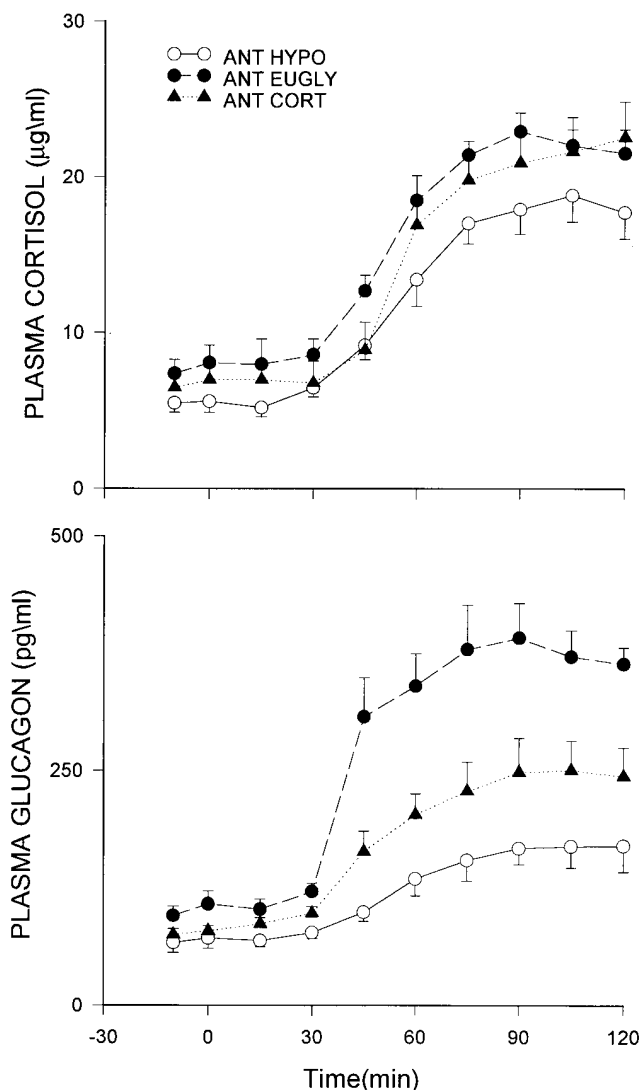 30
ANT HYPO
ANT EUGLY
ANT CORT
20
10
0
PLASMA CORTISOL (µg\ml)
500
250
0
PLASMA GLUCAGON (pg\ml)
-30 0 30 60 90 120
Time(min)